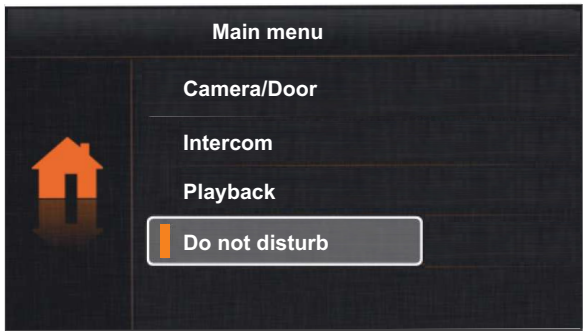 Main menu
Camera/Door
Intercom
Playback
Do not disturb